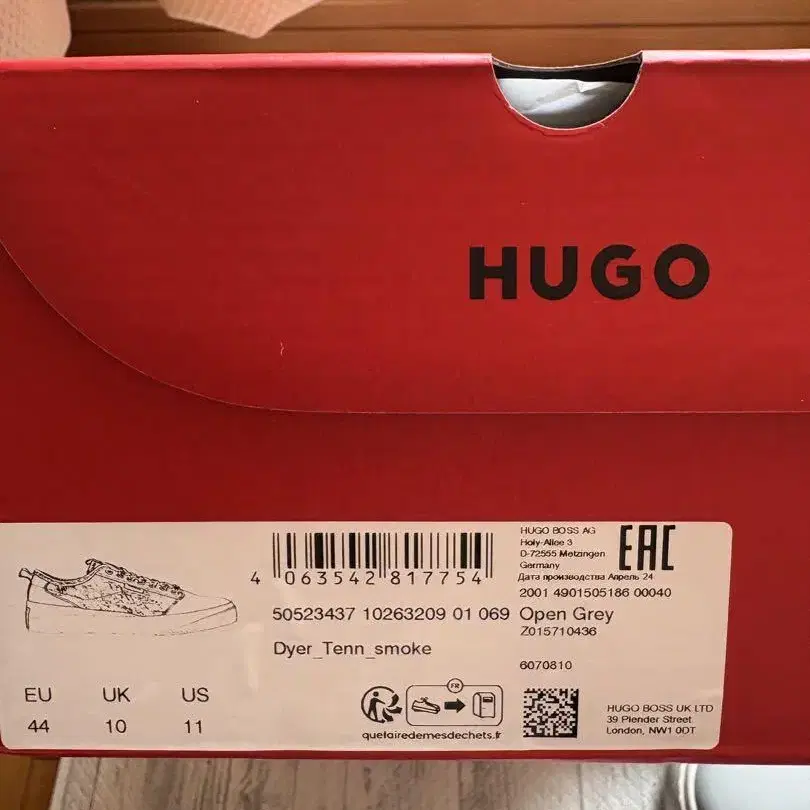 HUGO
4 063542 817754
50523437 10263209 01 069
Dyer_Tenn_smoke
EU UK US
44 10 11
FR
quefairedemesdechets.fr
HUGO BOSS AG
Holy-Allee 3
D-72555 Metzingen
Germany
EAC
Дата производства Апрель 24
2001 4901505186 00040
Open Grey
Z015710436
6070810
HUGO BOSS UK LTD
39 Plender Street
London, NW1 0DT